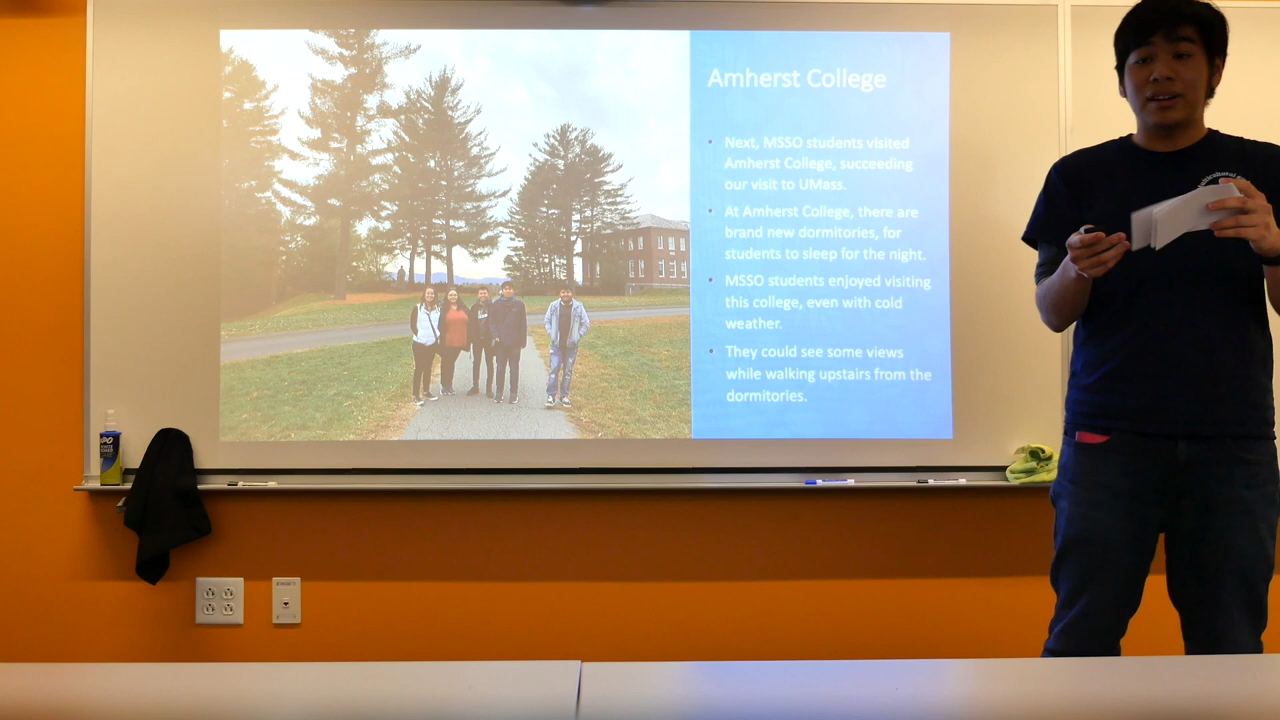 Amherst College
• Next, MSSO students visited
Amherst College, succeeding
our visit to UMass.
• At Amherst College, there are
brand new dormitories, for
students to sleep for the night.
• MSSO students enjoyed visiting
this college, even with cold
weather.
• They could see some views
while walking upstairs from the
dormitories.